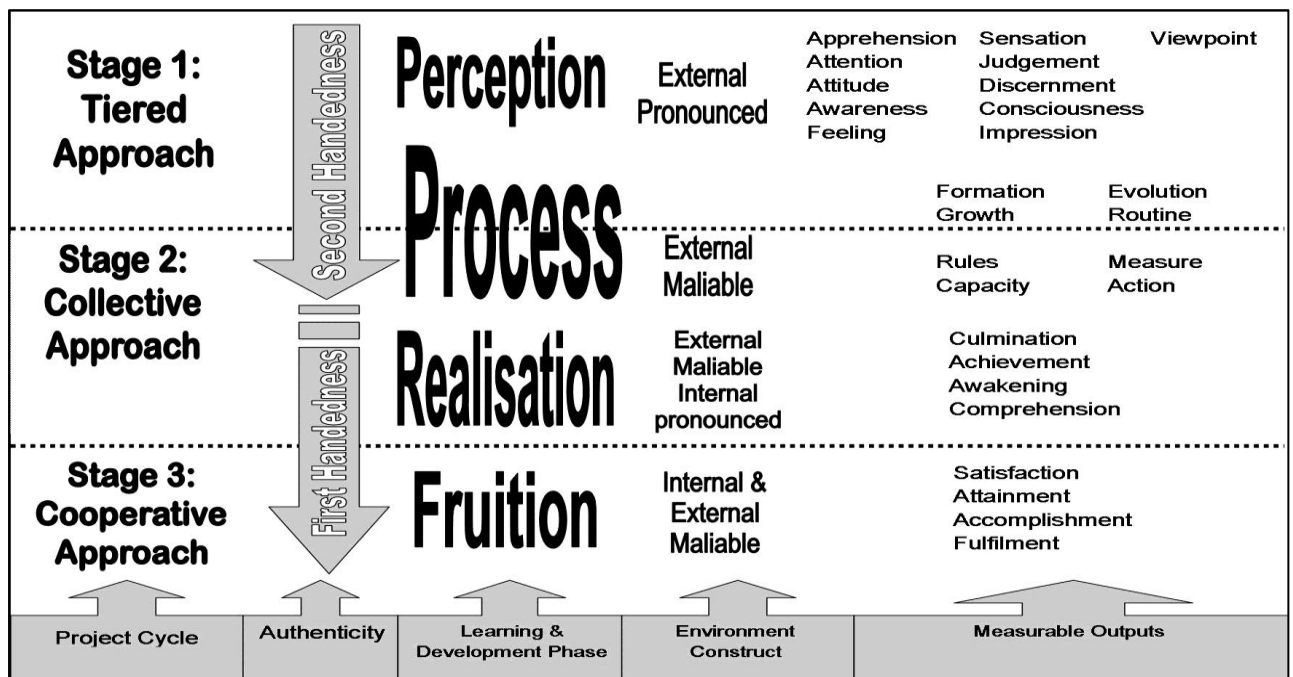 Stage 1:
Tiered
Approach
Second Handedness
Perception
External
Pronounced
Apprehension Sensation Viewpoint
Attention Judgement
Attitude Discernment
Awareness Consciousness
Feeling Impression
Process
Formation Evolution
Growth Routine
Stage 2:
Collective
Approach
External
Maliable
Rules Measure
Capacity Action
First Handedness
Realisation
External
Maliable
Internal
pronounced
Culmination
Achievement
Awakening
Comprehension
Stage 3:
Cooperative
Approach
Fruition
Internal &
External
Maliable
Satisfaction
Attainment
Accomplishment
Fulfilment
Project Cycle
Authenticity
Learning &
Development Phase
Environment
Construct
Measurable Outputs